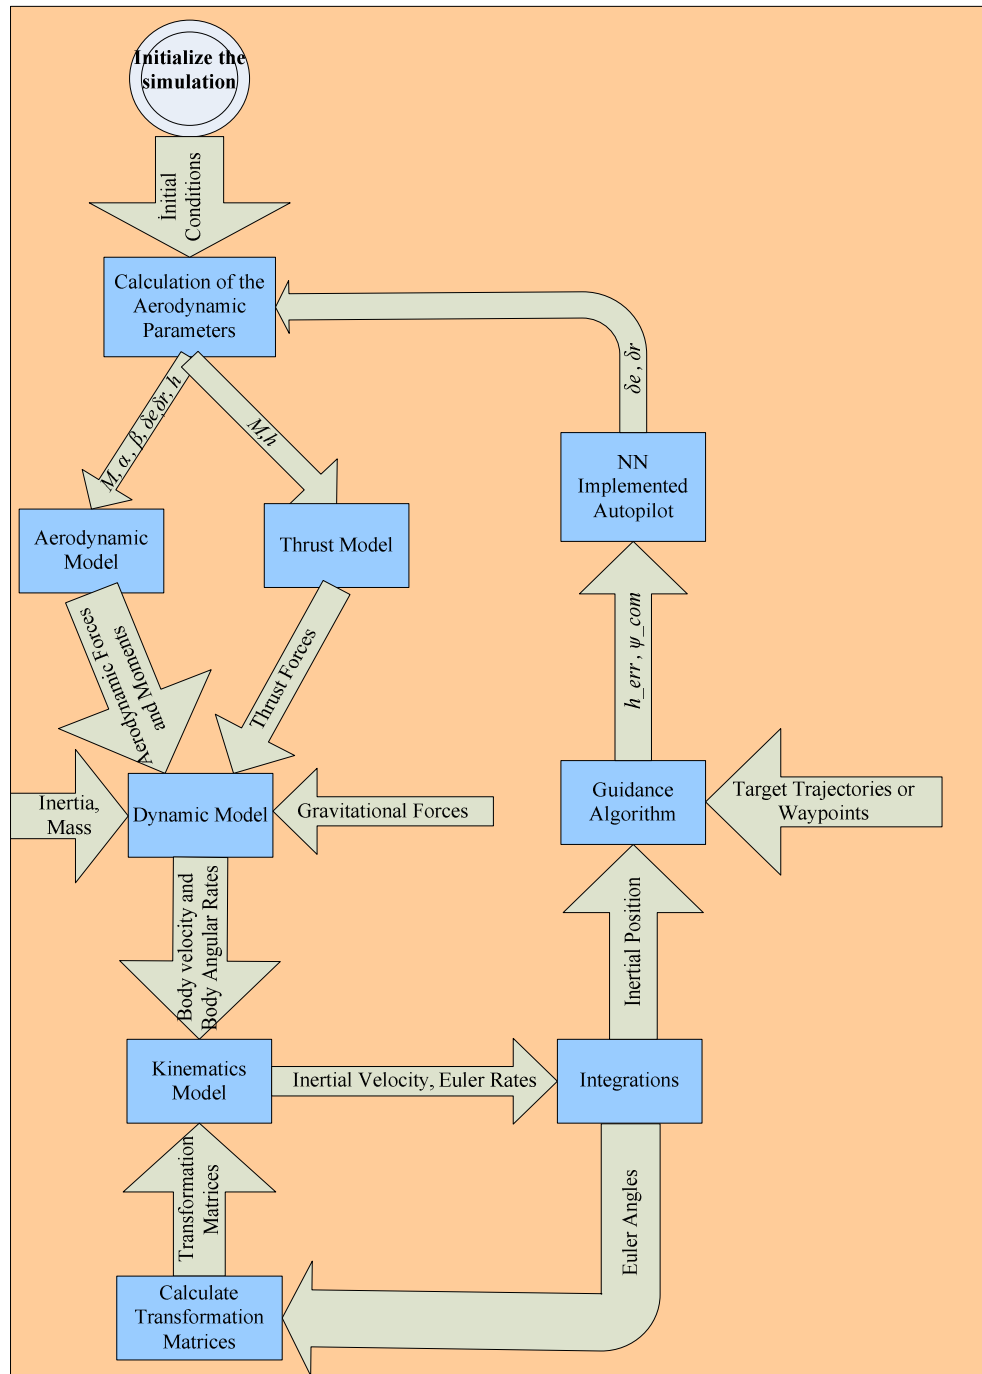 Initialize the
simulation
İnitial
Conditions
Calculation of the
Aerodynamic
Parameters
δe , δr
M, α , β, δe,δr, h
M,h
NN
Implemented
Autopilot
Aerodynamic
Model
Thrust Model
Aerodynamic Forces
and Moments
Thrust Forces
h_err , ψ_com
Inertia,
Mass
Dynamic Model
Gravitational Forces
Guidance
Algorithm
Target Trajectories or
Waypoints
Body velocity and
Body Angular Rates
Inertial Position
Kinematics
Model
Inertial Velocity, Euler Rates
Integrations
Transformation
Matrices
Euler Angles
Calculate
Transformation
Matrices